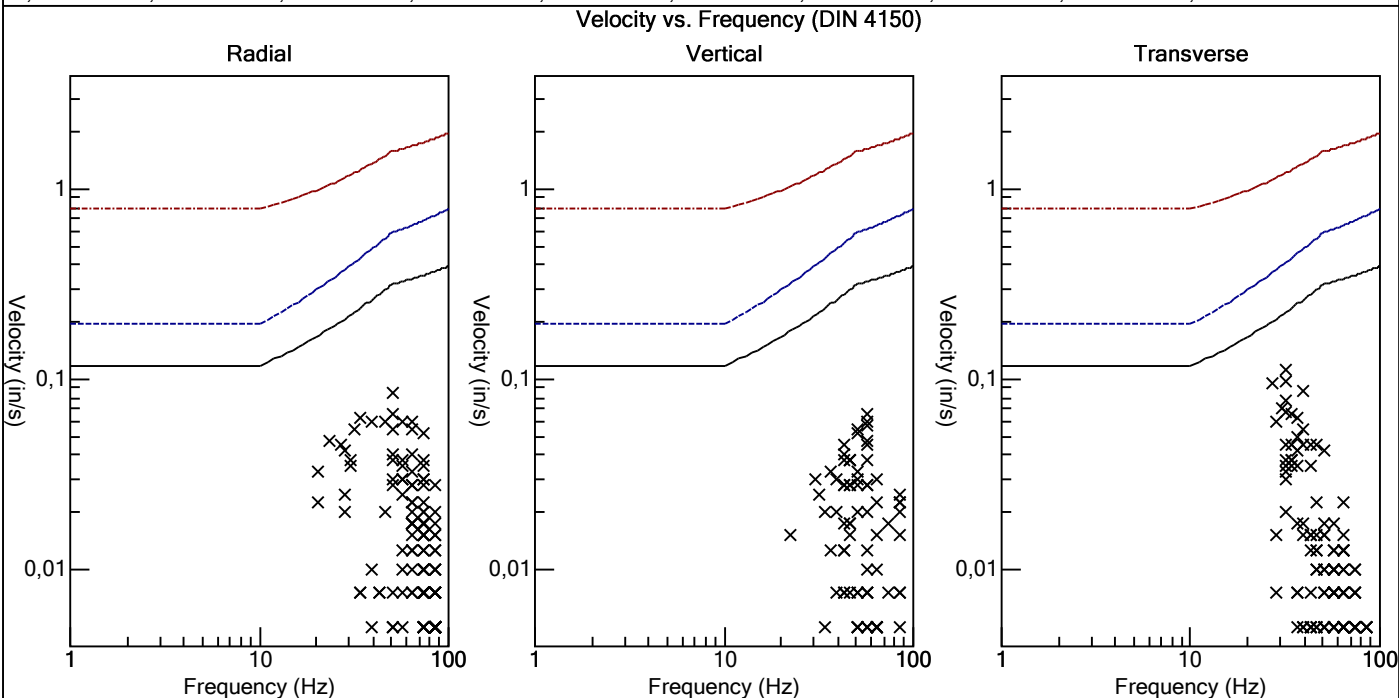 Velocity vs. Frequency (DIN 4150)
Radial
Vertical
Transverse
1
0,1
0,01
Velocity (in/s)
1
10
100
Frequency (Hz)
1
0,1
0,01
Velocity (in/s)
1
10
100
Frequency (Hz)
1
0,1
0,01
Velocity (in/s)
1
10
100
Frequency (Hz)